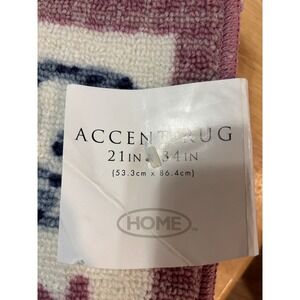 ACCENT RUG
21IN x 34IN
(53.3cm x 86.4cm)
HOME